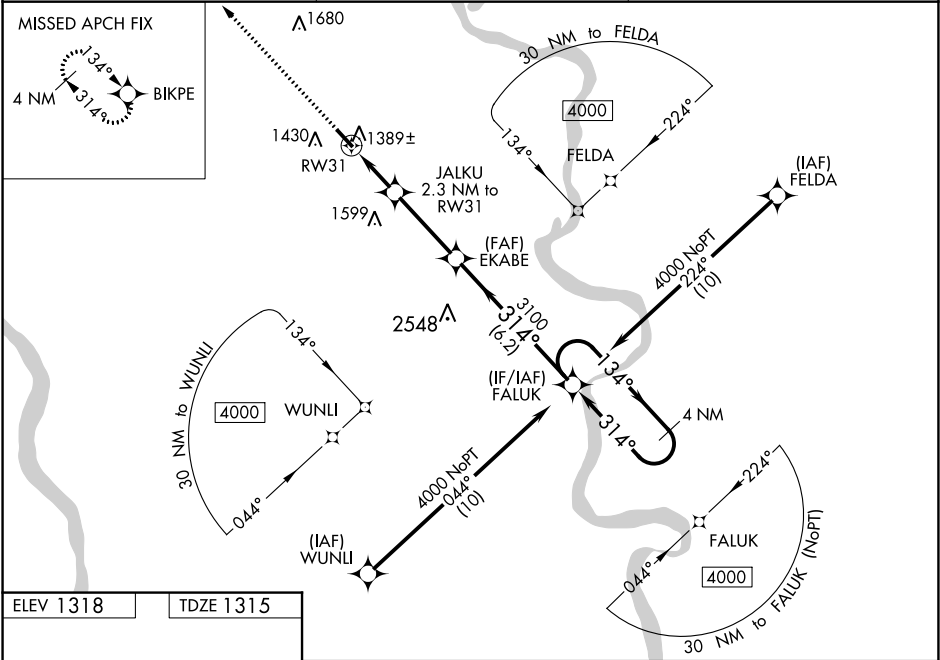 MISSED APCH FIX
134°
4 NM
314°
BIKPE
1680
1430
1389±
RW31
JALKU
2.3 NM to
RW31
1599
(FAF)
EKABE
2548
3100
314°
(6.2)
(IF/IAF)
FALUK
134°
314°
4 NM
30 NM to FELDA
4000
134°
224°
FELDA
(IAF)
FELDA
4000 NoPT
224°
(10)
30 NM to WUNLI
134°
4000
WUNLI
044°
4000 NoPT
044°
(10)
(IAF)
WUNLI
224°
FALUK
044°
4000
30 NM to FALUK (NoPT)
ELEV 1318
TDZE 1315